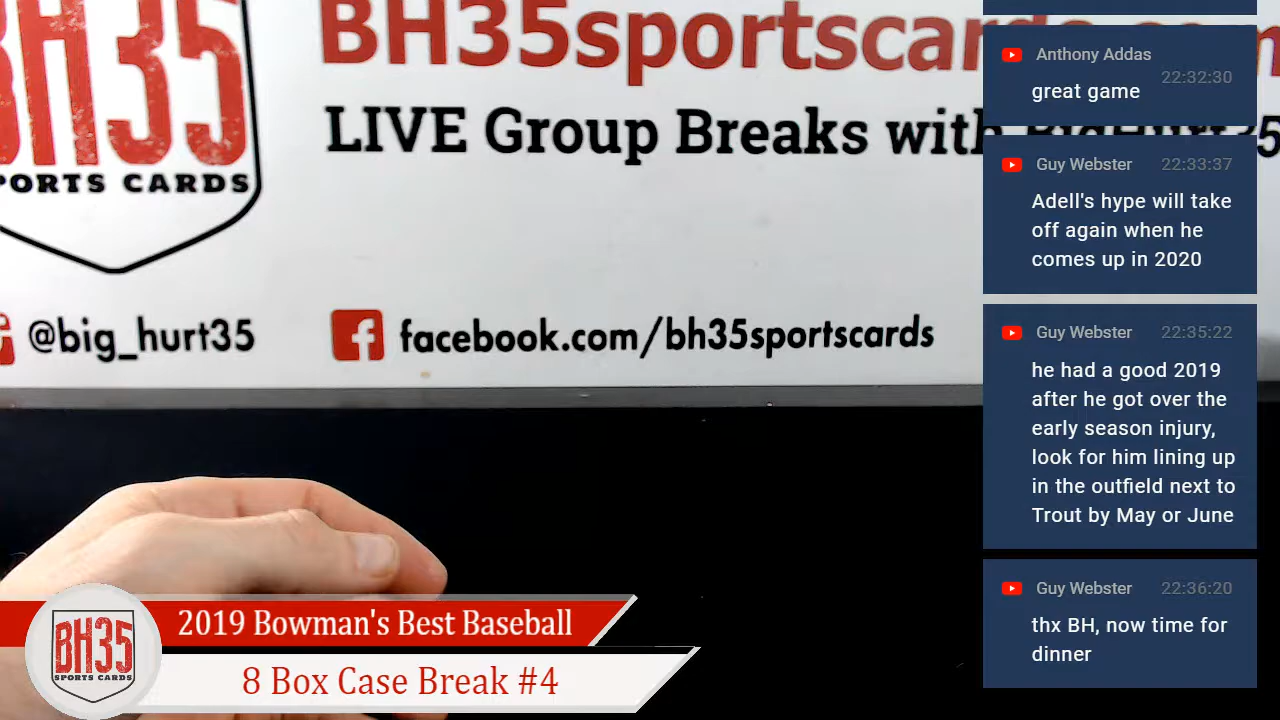 BH35
SPORTS CARDS
BH35sportscards.com
LIVE Group Breaks with BigHurt35
@big_hurt35
facebook.com/bh35sportscards
Anthony Addas
22:32:30
great game
Guy Webster 22:33:37
Adell's hype will take
off again when he
comes up in 2020
Guy Webster 22:35:22
he had a good 2019
after he got over the
early season injury,
look for him lining up
in the outfield next to
Trout by May or June
Guy Webster 22:36:20
thx BH, now time for
dinner
BH35
SPORTS CARDS
2019 Bowman's Best Baseball
8 Box Case Break #4